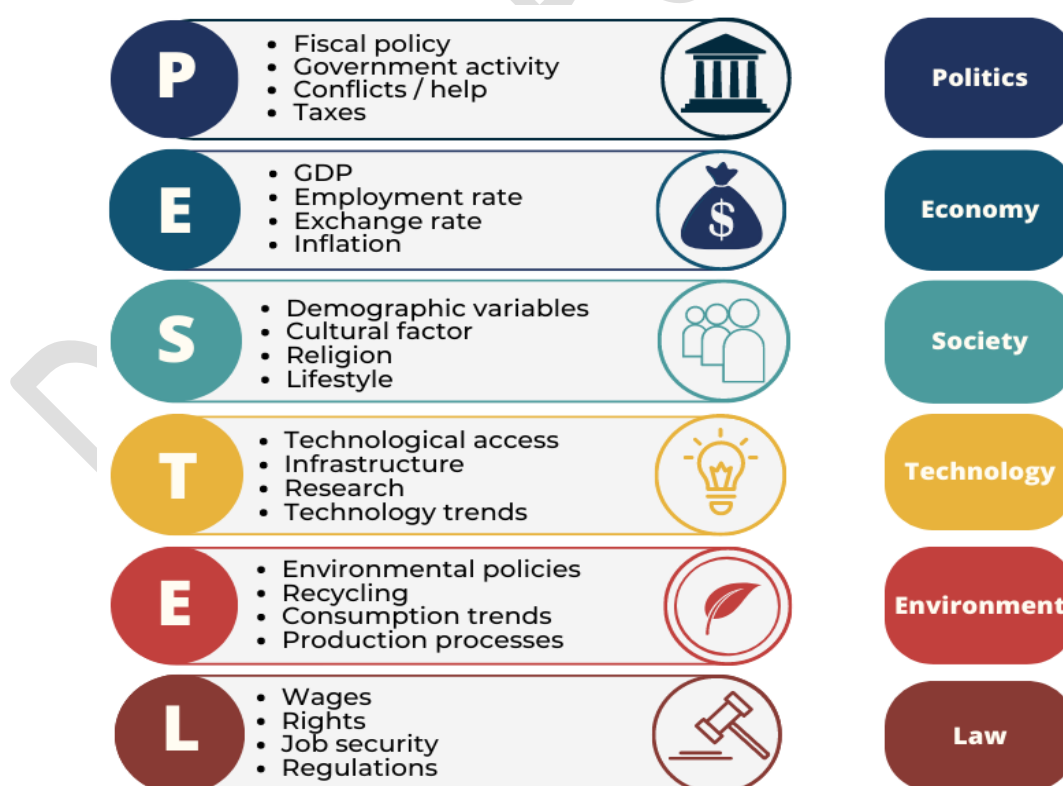 P
• Fiscal policy
• Government activity
• Conflicts / help
• Taxes
Politics
E
• GDP
• Employment rate
• Exchange rate
• Inflation
$
Economy
S
• Demographic variables
• Cultural factor
• Religion
• Lifestyle
Society
T
• Technological access
• Infrastructure
• Research
• Technology trends
Technology
E
• Environmental policies
• Recycling
• Consumption trends
• Production processes
Environment
L
• Wages
• Rights
• Job security
• Regulations
Law